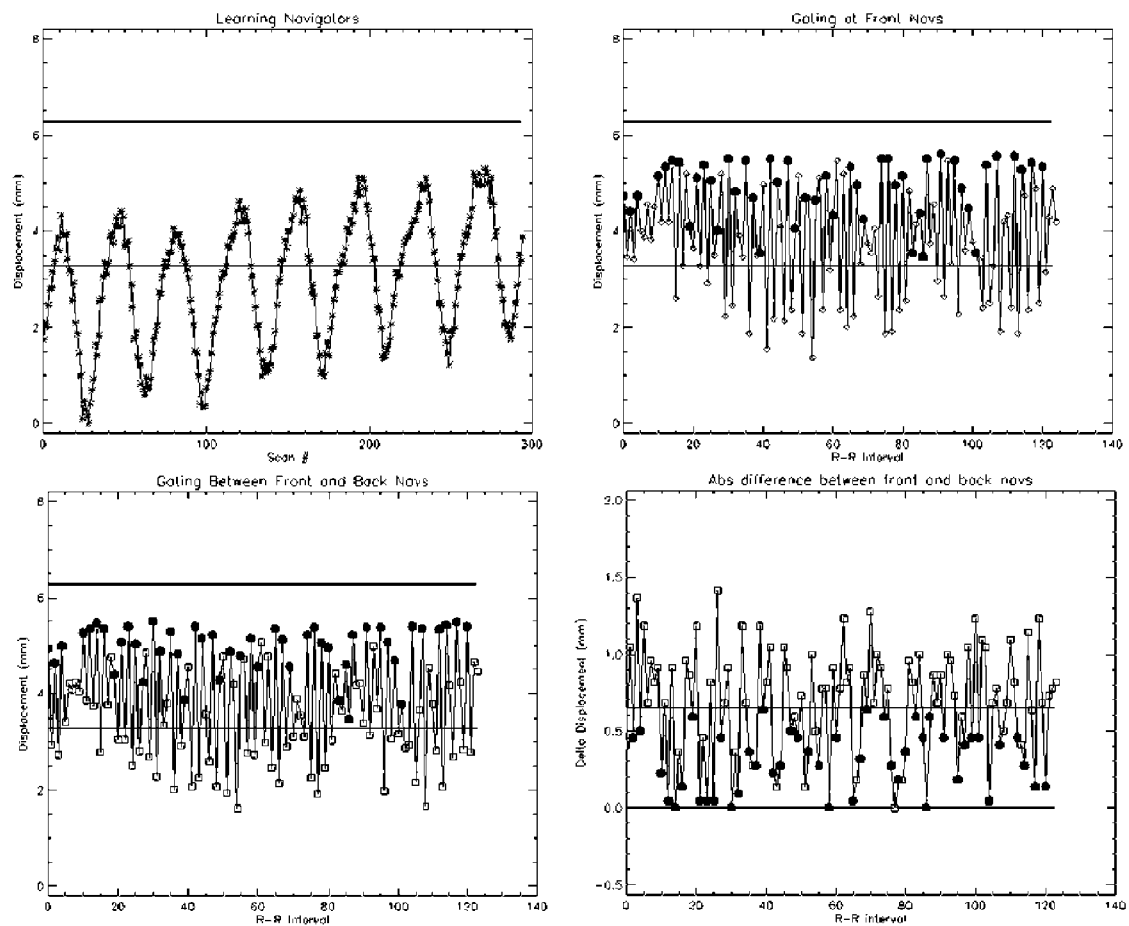 Learning Navigators
Displacement (mm)
8
6
4
2
0
0 100 200 300
Scan #
Gating at Front Navs
Displacement (mm)
8
6
4
2
0
0 20 40 60 80 100 120 140
R-R Interval
Gating Between Front and Back Navs
Displacement (mm)
8
6
4
2
0
0 20 40 60 80 100 120 140
R-R Interval
Abs difference between front and back navs
Delta Displacement (mm)
2.0
1.5
1.0
0.5
0.0
-0.5
0 20 40 60 80 100 120 140
R-R interval